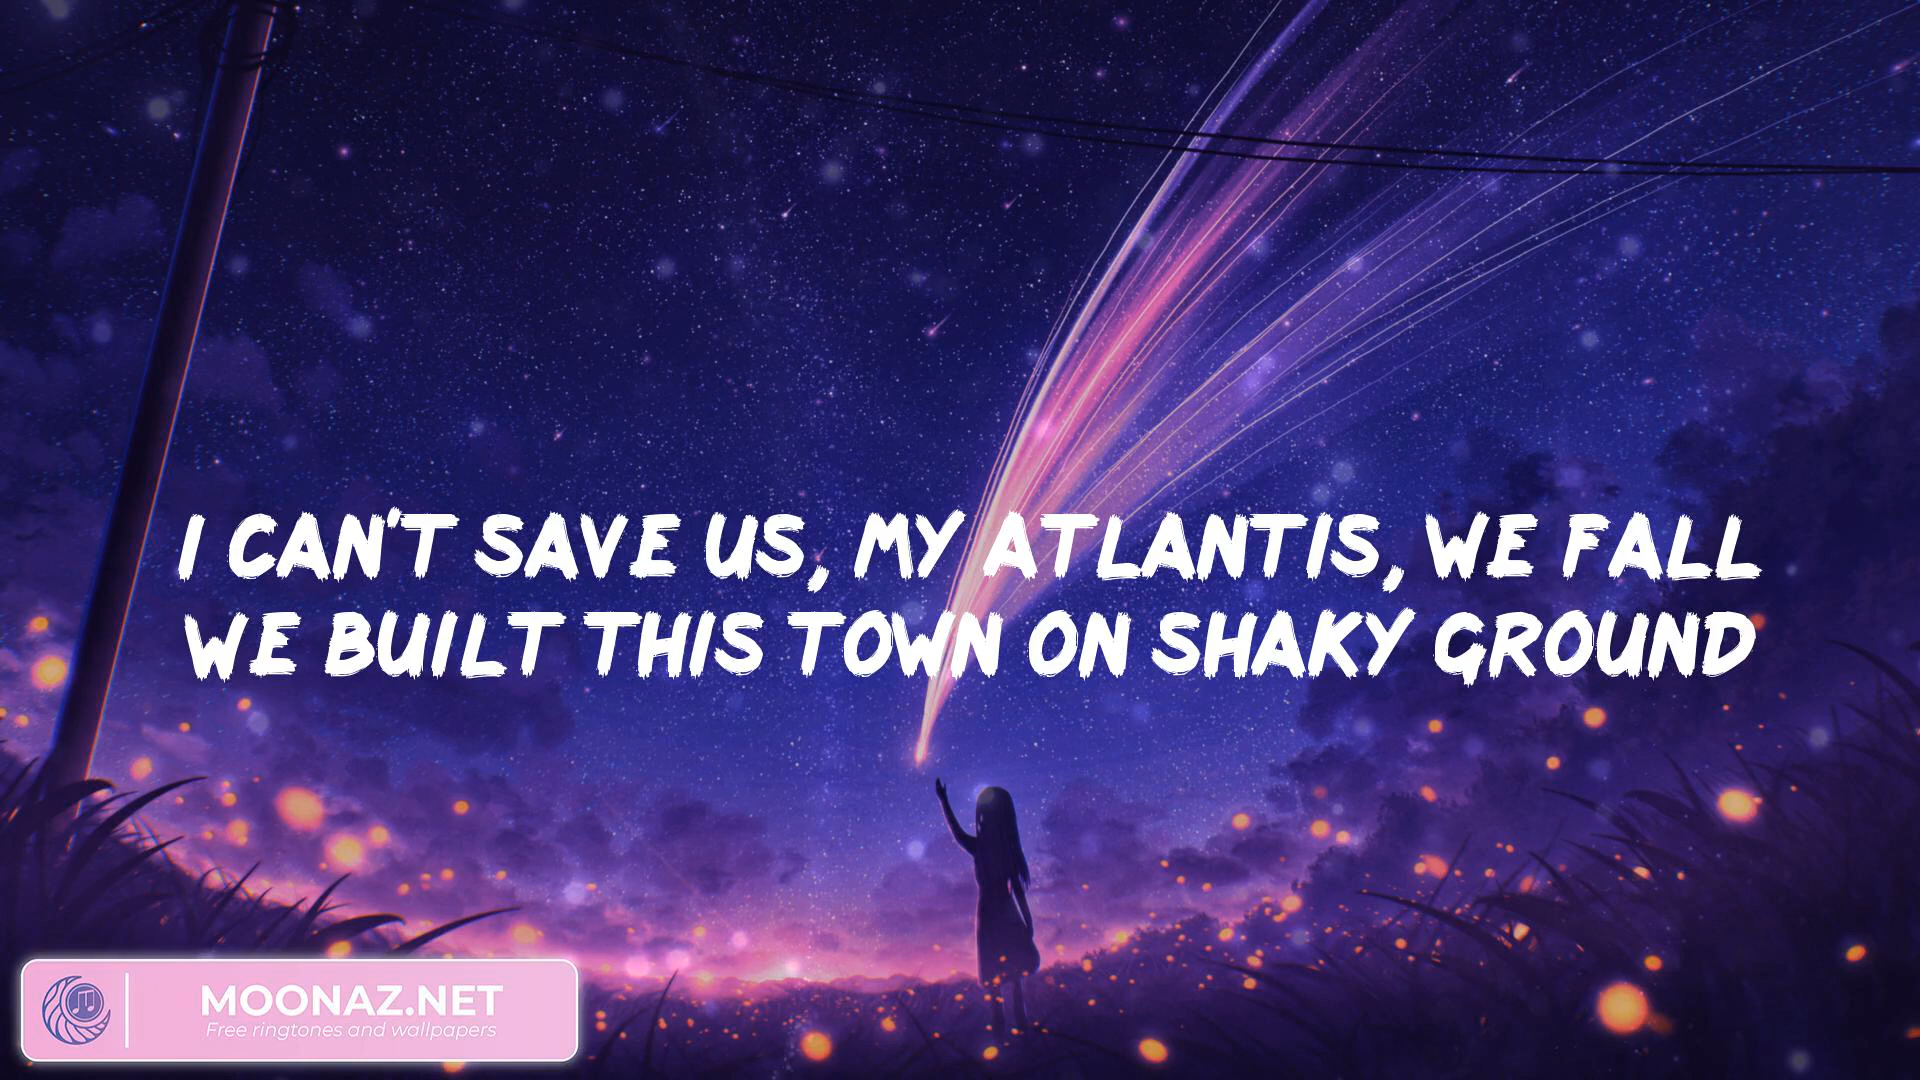 I CAN'T SAVE US, MY ATLANTIS, WE FALL
WE BUILT THIS TOWN ON SHAKY GROUND
MOONAZ.NET
Free ringtones and wallpapers